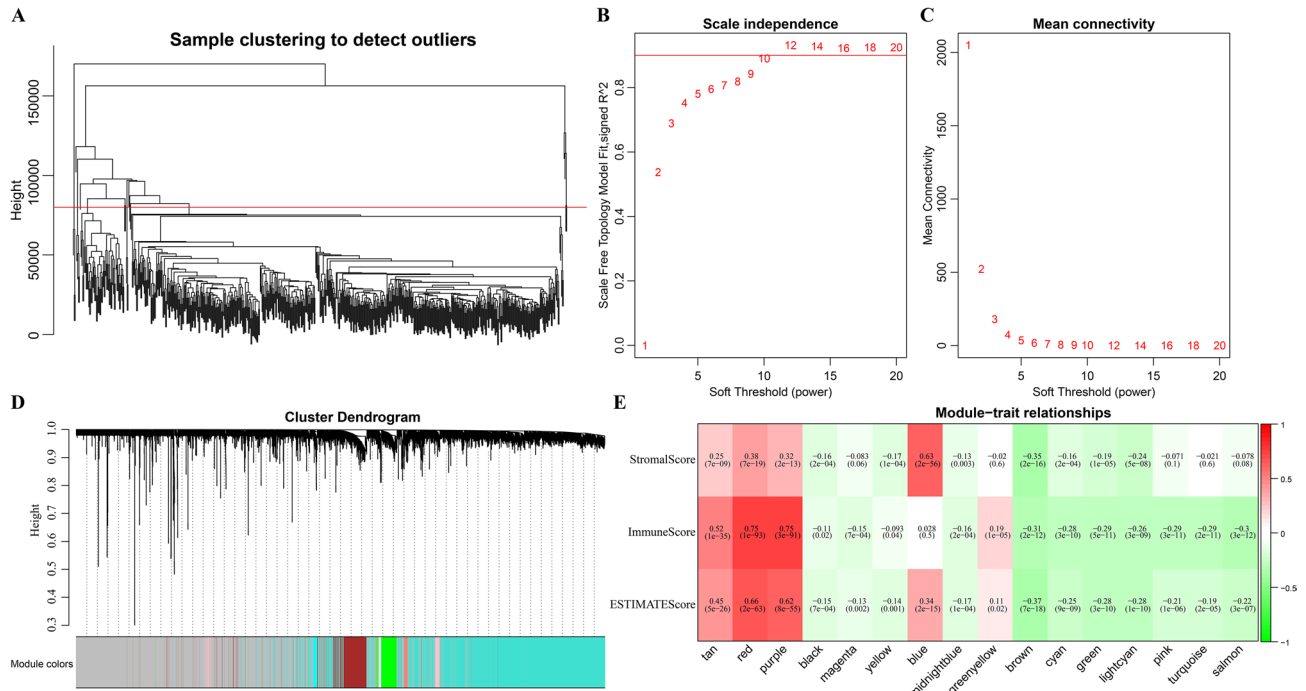 A
Sample clustering to detect outliers
Height
150000
100000
50000
0
B
Scale independence
Scale Free Topology Model Fit,signed R^2
0.8
0.6
0.4
0.2
0.0
1
2
3
4
5
6
7
8
9
10
12
14
16
18
20
5
10
15
20
Soft Threshold (power)
C
Mean connectivity
Mean Connectivity
2000
1500
1000
500
0
1
2
3
4
5
6
7
8
9
10
12
14
16
18
20
5
10
15
20
Soft Threshold (power)
D
Cluster Dendrogram
Height
1.0
0.9
0.8
0.7
0.6
0.5
0.4
0.3
Module colors
E
Module−trait relationships
StromalScore
0.25 0.38 0.32 −0.16 −0.083 −0.17 0.63 −0.13 −0.02 −0.35 −0.16 −0.19 −0.24 −0.071 −0.021 −0.078
(7e−09) (7e−19) (2e−13) (2e−04) (0.06) (1e−04) (2e−56) (0.003) (0.6) (2e−16) (2e−04) (1e−05) (5e−08) (0.1) (0.6) (0.08)
ImmuneScore
0.52 0.75 0.75 −0.11 −0.15 −0.093 0.028 −0.16 0.19 −0.31 −0.28 −0.29 −0.26 −0.29 −0.29 −0.3
(1e−35) (1e−93) (3e−91) (0.02) (7e−04) (0.04) (0.5) (2e−04) (1e−05) (2e−12) (3e−10) (5e−11) (3e−09) (3e−11) (2e−11) (3e−12)
ESTIMATEScore
0.45 0.66 0.62 −0.15 −0.13 −0.14 0.34 −0.17 0.11 −0.37 −0.25 −0.28 −0.28 −0.21 −0.19 −0.22
(5e−26) (2e−63) (8e−55) (7e−04) (0.002) (0.001) (2e−15) (1e−04) (0.02) (7e−18) (9e−09) (3e−10) (1e−10) (1e−06) (2e−05) (3e−07)
tan
red
purple
black
magenta
yellow
blue
midnightblue
greenyellow
brown
cyan
green
lightcyan
pink
turquoise
salmon
1
0.5
0
−0.5
−1